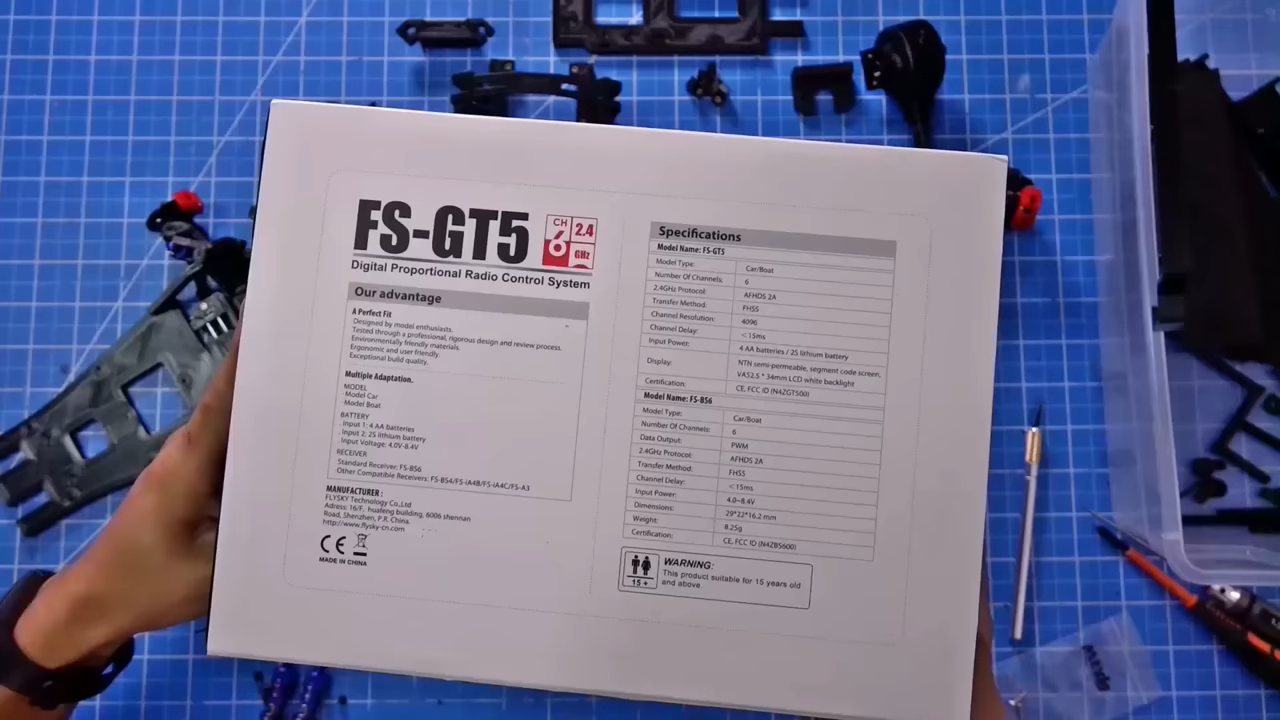 FS-GT5
CH
6
2.4
GHz
Digital Proportional Radio Control System
Our advantage
A Perfect Fit
Designed by model enthusiasts.
Tested through a professional, rigorous design and review process.
Environmentally friendly materials.
Ergonomic and user friendly.
Exceptional build quality.
Multiple Adaptation.
MODEL
Model Car
Model Boat
BATTERY
. Input 1: 4 AA batteries
. Input 2: 2S lithium battery
. Input Voltage: 4.0V-8.4V
RECEIVER
Standard Receiver: FS-BS6
Other Compatible Receivers: FS-BS4/FS-iA4B/FS-iA4C/FS-A3
MANUFACTURER :
FLYSKY Technology Co.,Ltd
Adress: 16/F, huafeng building, 6006 shennan
Road, Shenzhen, P.R. China.
http://www.flysky-cn.com
CE
MADE IN CHINA
Specifications
Model Name: FS-GT5
Model Type: Car/Boat
Number Of Channels: 6
2.4GHz Protocol: AFHDS 2A
Transfer Method: FHSS
Channel Resolution: 4096
Channel Delay: <15ms
Input Power: 4 AA batteries / 2S lithium battery
Display: NTN semi-permeable, segment code screen,
VA52.5 * 34mm LCD white backlight
Certification: CE, FCC ID (N4ZGT500)
Model Name: FS-BS6
Model Type: Car/Boat
Number Of Channels: 6
Data Output: PWM
2.4GHz Protocol: AFHDS 2A
Transfer Method: FHSS
Channel Delay: <15ms
Input Power: 4.0~8.4V
Dimensions: 29*22*16.2 mm
Weight: 8.25g
Certification: CE, FCC ID (N4ZBS600)
15+
WARNING:
This product suitable for 15 years old
and above.